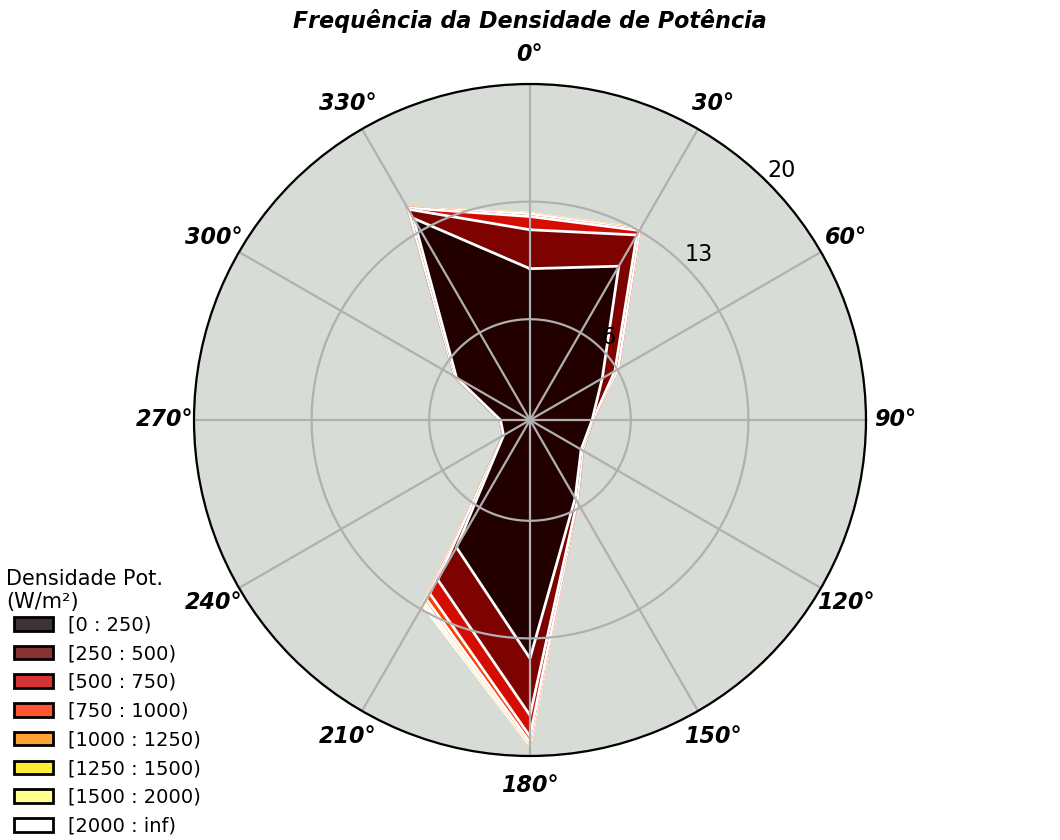 Frequência da Densidade de Potência
0°
330°
30°
20
300°
60°
13
6
270°
90°
Densidade Pot.
(W/m²)
240°
120°
[0 : 250)
[250 : 500)
[500 : 750)
[750 : 1000)
210°
150°
[1000 : 1250)
[1250 : 1500)
180°
[1500 : 2000)
[2000 : inf)